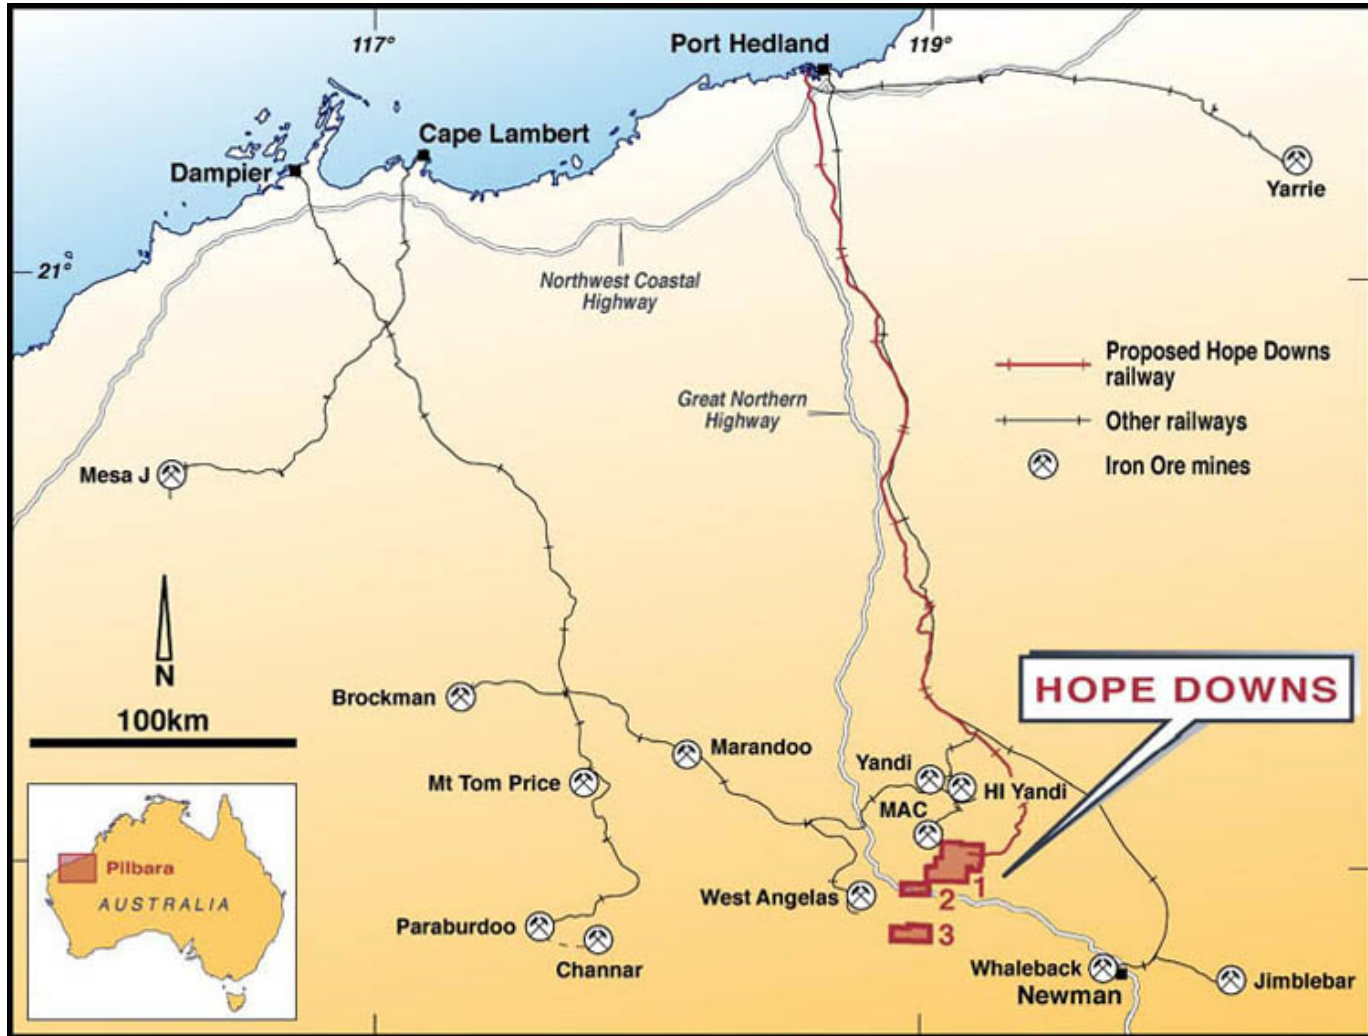 117°
Port Hedland
119°
Cape Lambert
Dampier
Yarrie
21°
Northwest Coastal
Highway
Proposed Hope Downs
railway
Great Northern
Highway
Other railways
Mesa J
Iron Ore mines
N
100km
Brockman
HOPE DOWNS
Marandoo
Yandi
Mt Tom Price
HI Yandi
MAC
Pilbara
AUSTRALIA
1
West Angelas
2
3
Paraburdoo
Channar
Whaleback
Newman
Jimblebar